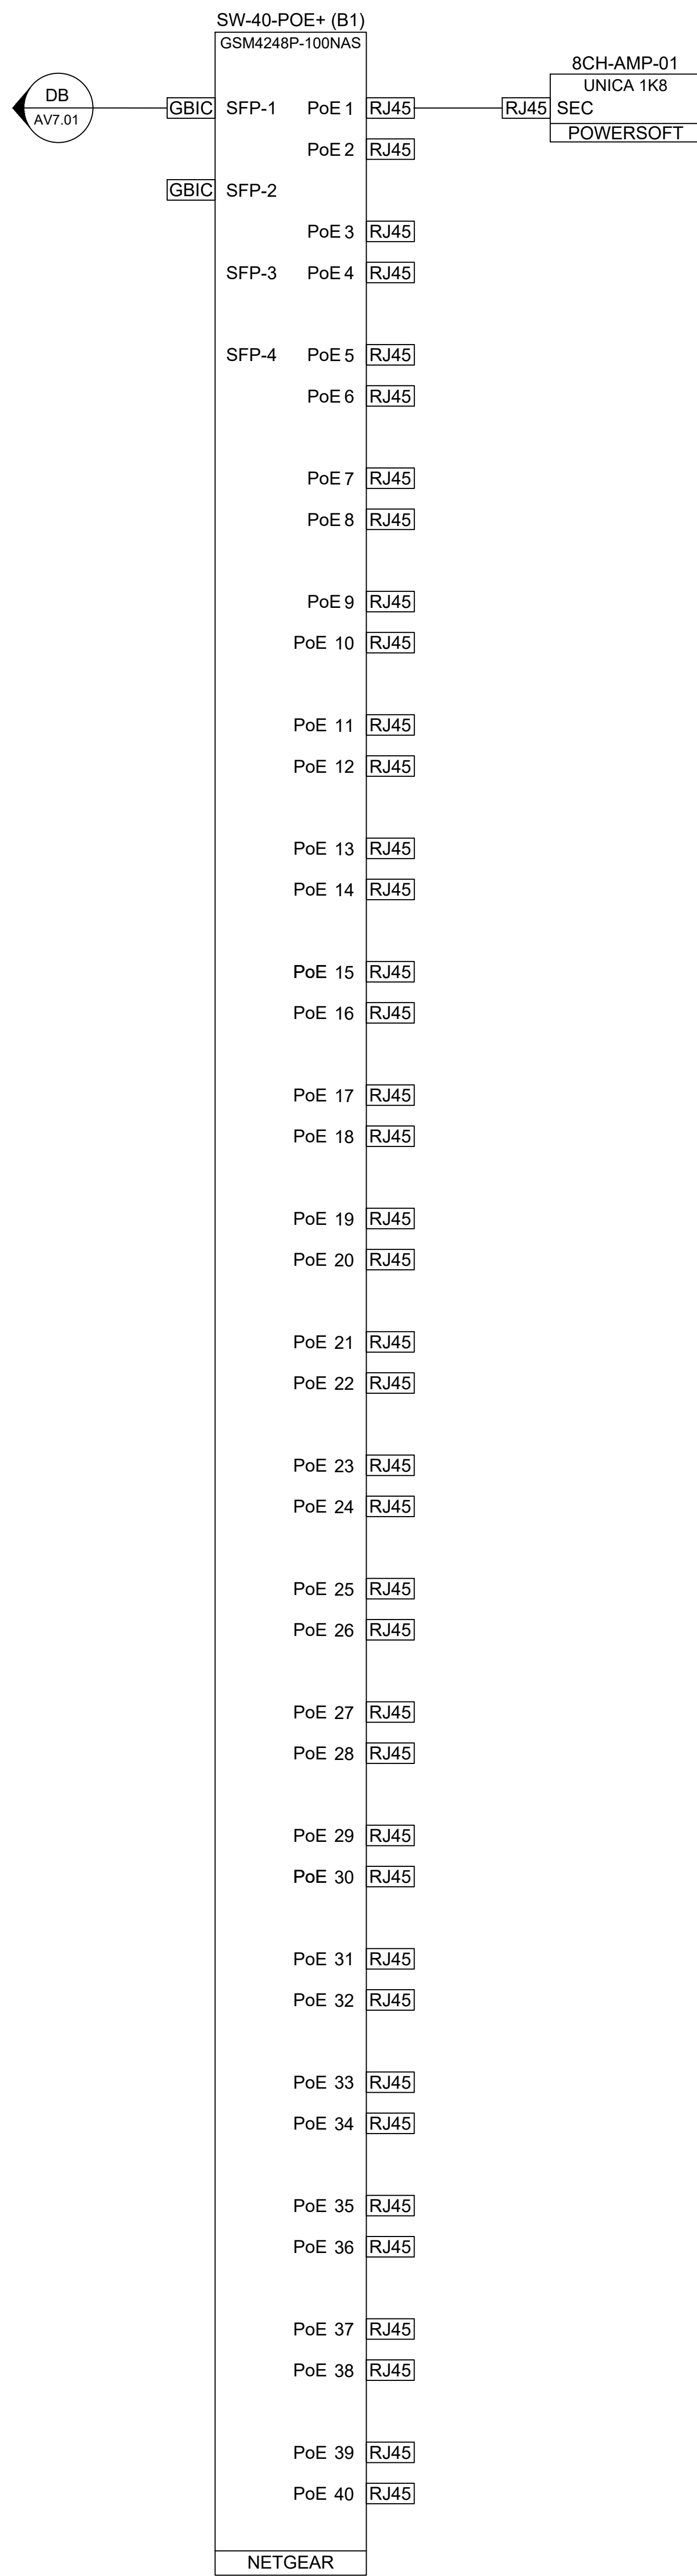 SW-40-POE+ (B1)
GSM4248P-100NAS
8CH-AMP-01
UNICA 1K8
DB
AV7.01
GBIC SFP-1 PoE 1 RJ45 RJ45 SEC
POWERSOFT
PoE 2 RJ45
GBIC SFP-2
PoE 3 RJ45
SFP-3 PoE 4 RJ45
SFP-4 PoE 5 RJ45
PoE 6 RJ45
PoE 7 RJ45
PoE 8 RJ45
PoE 9 RJ45
PoE 10 RJ45
PoE 11 RJ45
PoE 12 RJ45
PoE 13 RJ45
PoE 14 RJ45
PoE 15 RJ45
PoE 16 RJ45
PoE 17 RJ45
PoE 18 RJ45
PoE 19 RJ45
PoE 20 RJ45
PoE 21 RJ45
PoE 22 RJ45
PoE 23 RJ45
PoE 24 RJ45
PoE 25 RJ45
PoE 26 RJ45
PoE 27 RJ45
PoE 28 RJ45
PoE 29 RJ45
PoE 30 RJ45
PoE 31 RJ45
PoE 32 RJ45
PoE 33 RJ45
PoE 34 RJ45
PoE 35 RJ45
PoE 36 RJ45
PoE 37 RJ45
PoE 38 RJ45
PoE 39 RJ45
PoE 40 RJ45
NETGEAR